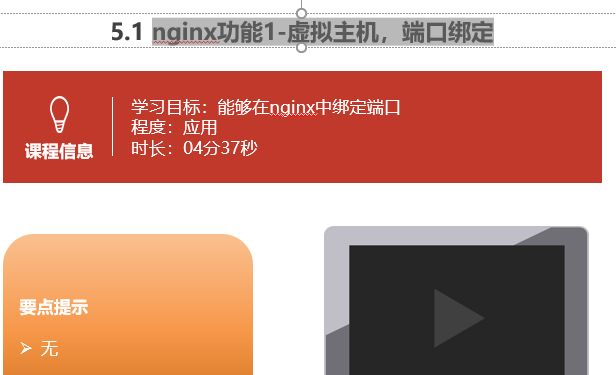 5.1 nginx功能1-虚拟主机，端口绑定
学习目标：能够在nginx中绑定端口
程度：应用
时长：04分37秒
课程信息
要点提示
➢ 无